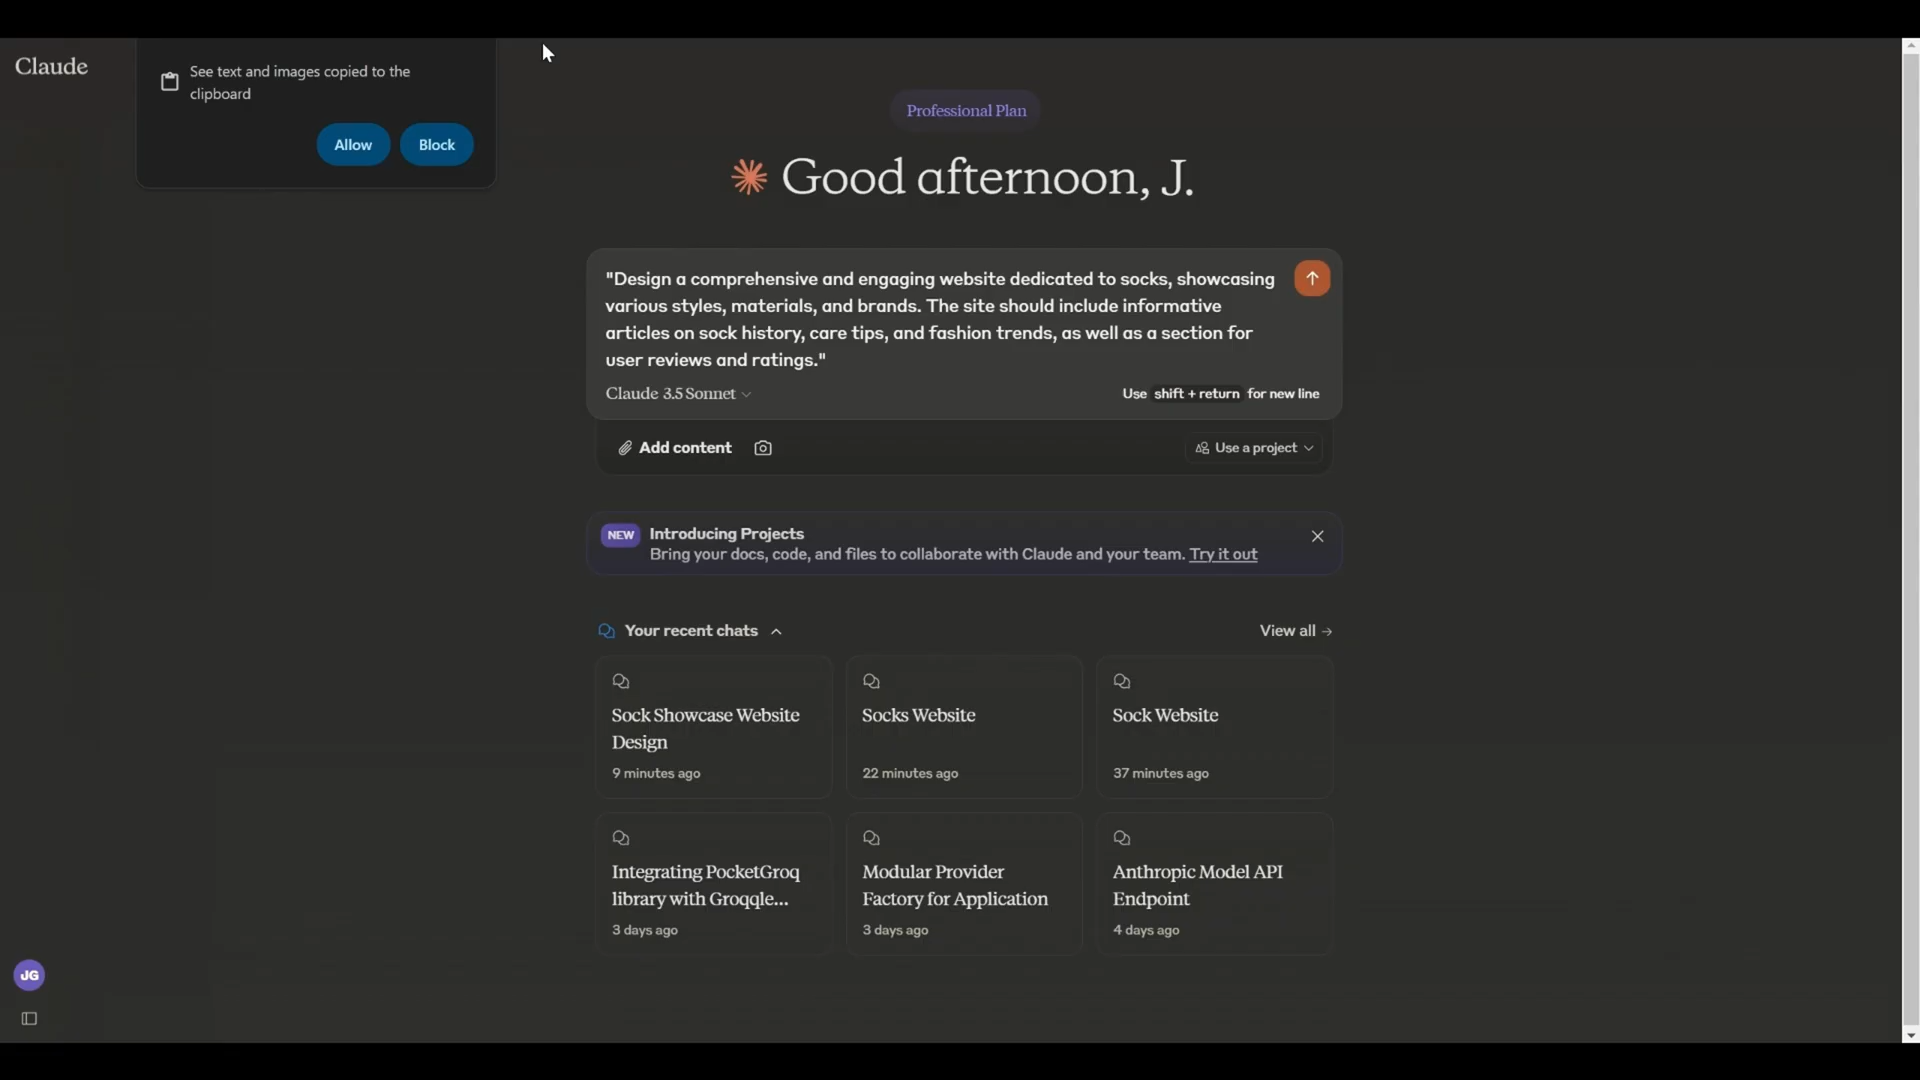 Claude
See text and images copied to the
clipboard
Allow
Block
Professional Plan
Good afternoon, J.
"Design a comprehensive and engaging website dedicated to socks, showcasing
various styles, materials, and brands. The site should include informative
articles on sock history, care tips, and fashion trends, as well as a section for
user reviews and ratings."
Claude 3.5 Sonnet
Use shift + return for new line
Add content
Use a project
NEW
Introducing Projects
Bring your docs, code, and files to collaborate with Claude and your team. Try it out
Your recent chats
View all →
Sock Showcase Website
Design
9 minutes ago
Socks Website
22 minutes ago
Sock Website
37 minutes ago
Integrating PocketGroq
library with Groqqle...
3 days ago
Modular Provider
Factory for Application
3 days ago
Anthropic Model API
Endpoint
4 days ago
JG